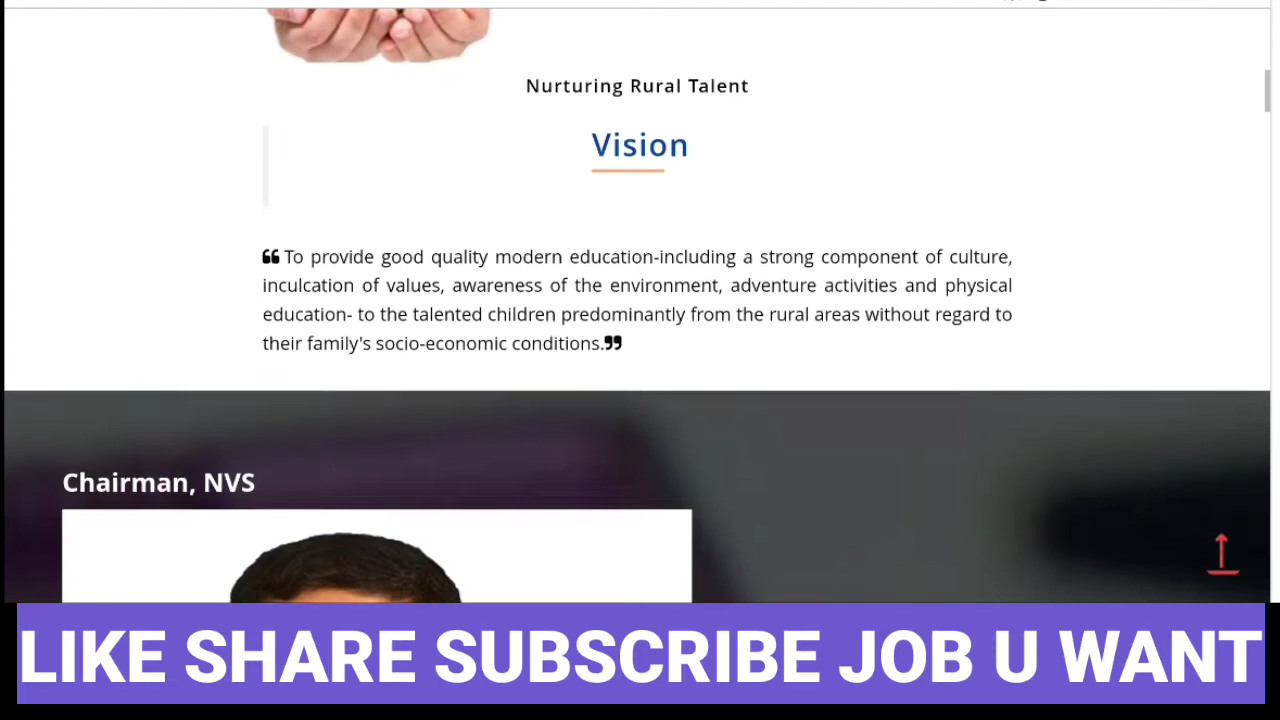 Nurturing Rural Talent
Vision
“To provide good quality modern education-including a strong component of culture,
inculcation of values, awareness of the environment, adventure activities and physical
education- to the talented children predominantly from the rural areas without regard to
their family's socio-economic conditions.”
Chairman, NVS
LIKE SHARE SUBSCRIBE JOB U WANT